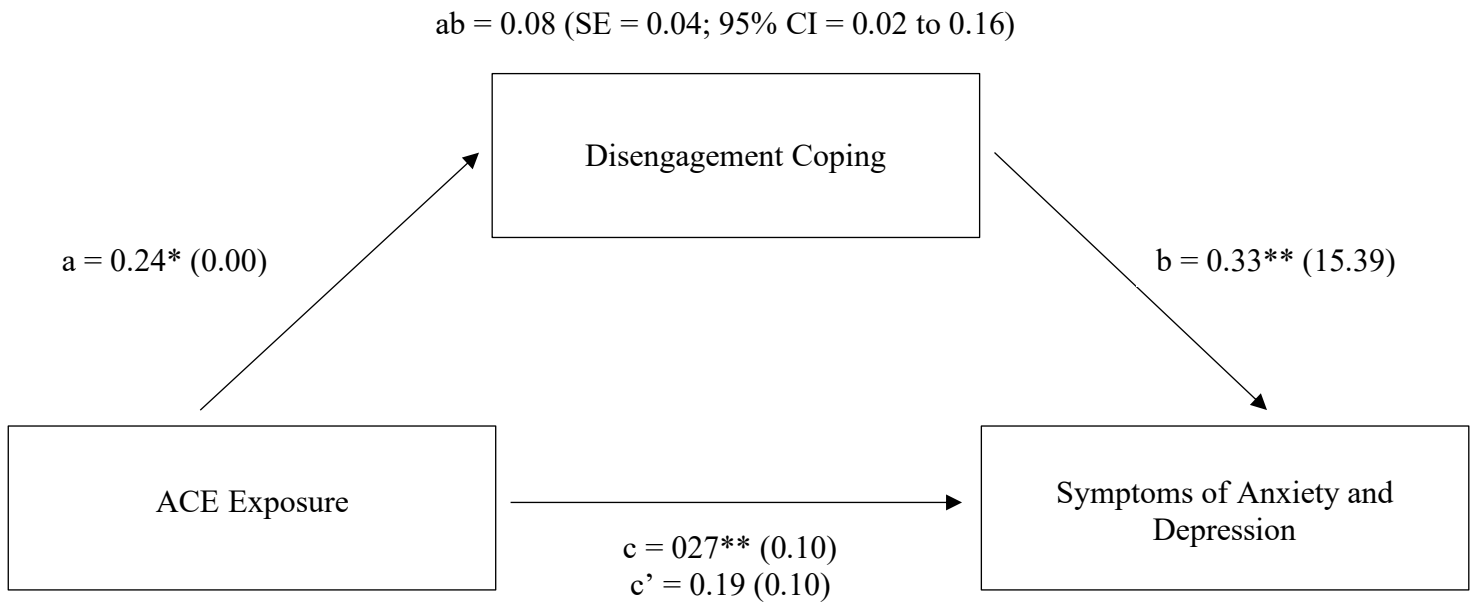 ab = 0.08 (SE = 0.04; 95% CI = 0.02 to 0.16)
Disengagement Coping
a = 0.24* (0.00)
b = 0.33** (15.39)
ACE Exposure
Symptoms of Anxiety and
Depression
c = 027** (0.10)
c’ = 0.19 (0.10)